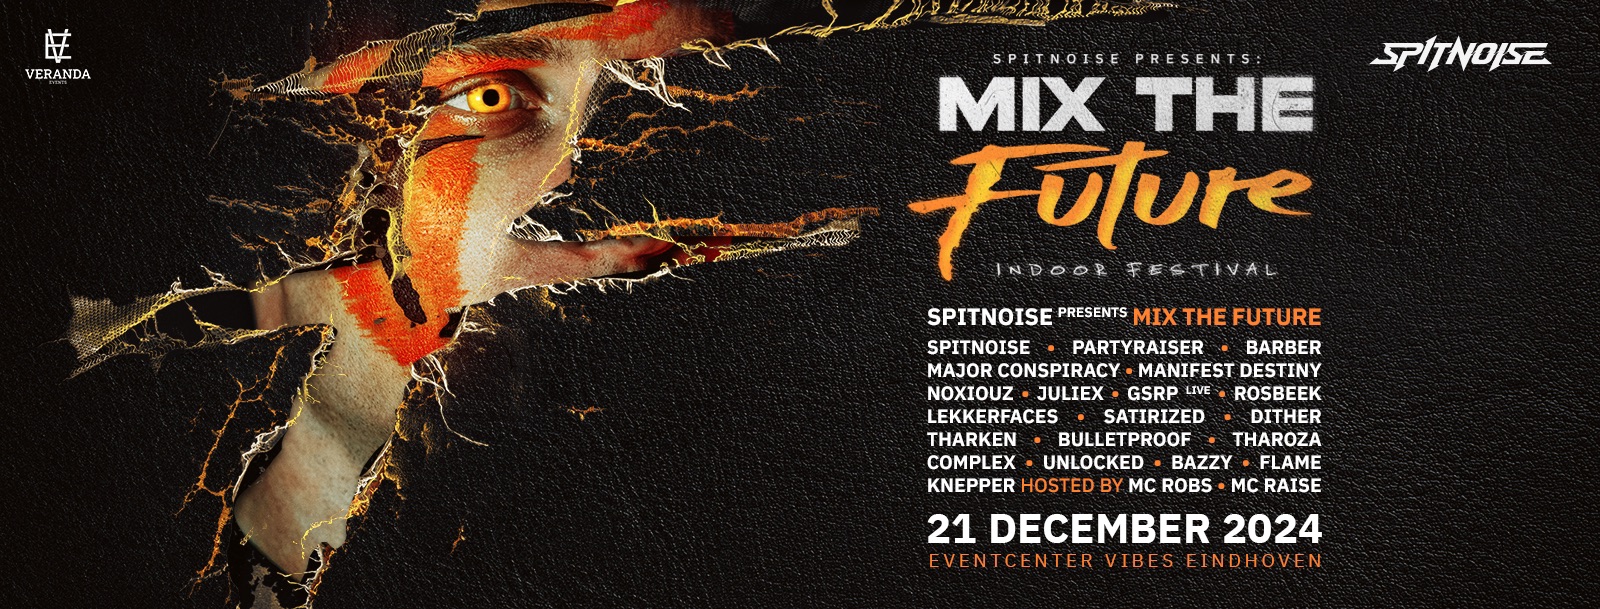 VERANDA
EVENTS
SPITNOISE
SPITNOISE PRESENTS:
MIX THE
Future
INDOOR FESTIVAL
SPITNOISE PRESENTS MIX THE FUTURE
SPITNOISE • PARTYRAISER • BARBER
MAJOR CONSPIRACY • MANIFEST DESTINY
NOXIOUZ • JULIEX • GSRP LIVE • ROSBEEK
LEKKERFACES • SATIRIZED • DITHER
THARKEN • BULLETPROOF • THAROZA
COMPLEX • UNLOCKED • BAZZY • FLAME
KNEPPER HOSTED BY MC ROBS • MC RAISE
21 DECEMBER 2024
EVENTCENTER VIBES EINDHOVEN